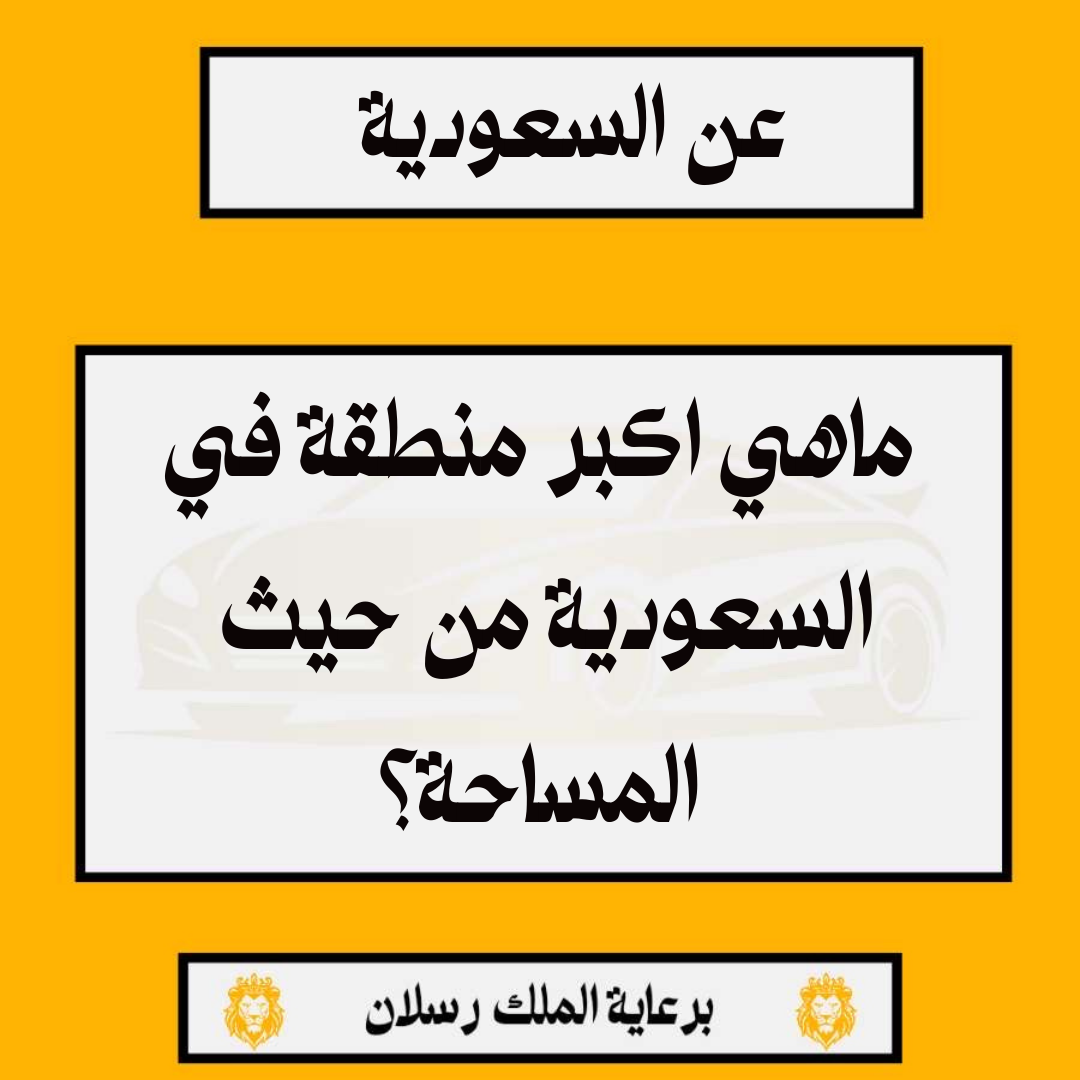 عن السعودية
ماهي اكبر منطقة في
السعودية من حيث
المساحة؟
برعاية الملك رسلان